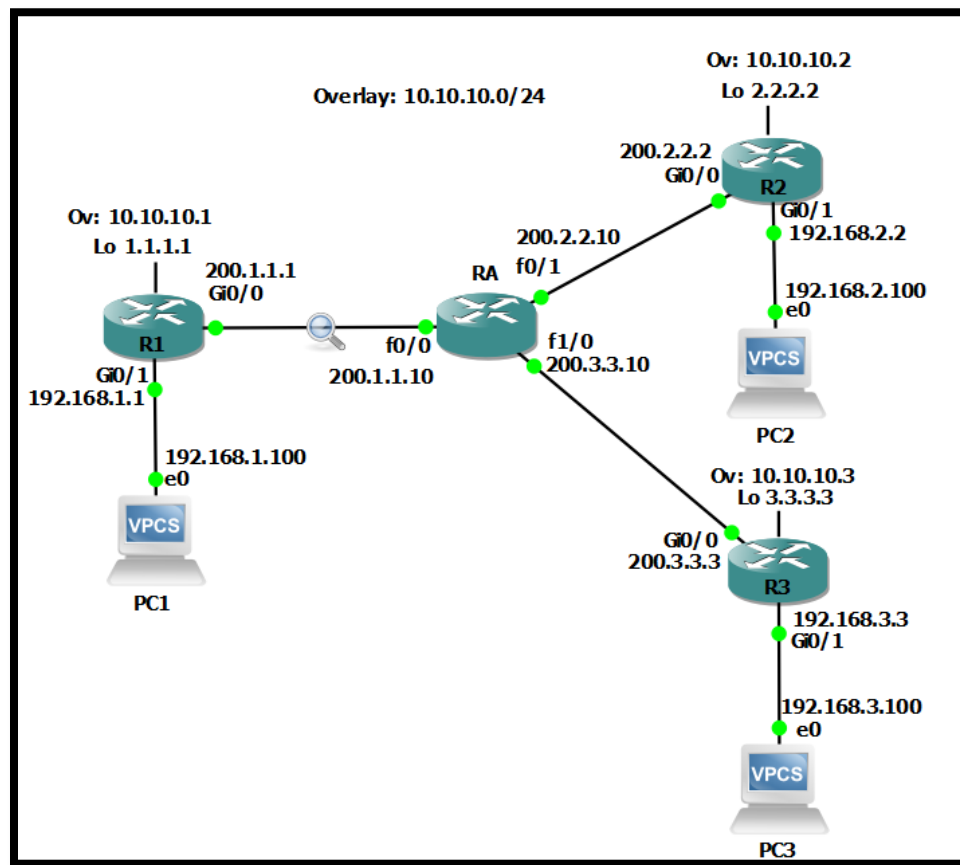 Ov: 10.10.10.2
Lo 2.2.2.2
Overlay: 10.10.10.0/24
200.2.2.2
Gi0/0
R2
Gi0/1
192.168.2.2
Ov: 10.10.10.1
Lo 1.1.1.1
200.2.2.10
f0/1
200.1.1.1
Gi0/0
RA
192.168.2.100
e0
R1
f0/0
f1/0
200.3.3.10
Gi0/1
192.168.1.1
200.1.1.10
VPCS
PC2
192.168.1.100
e0
Ov: 10.10.10.3
Lo 3.3.3.3
VPCS
Gi0/0
200.3.3.3
R3
PC1
192.168.3.3
Gi0/1
192.168.3.100
e0
VPCS
PC3